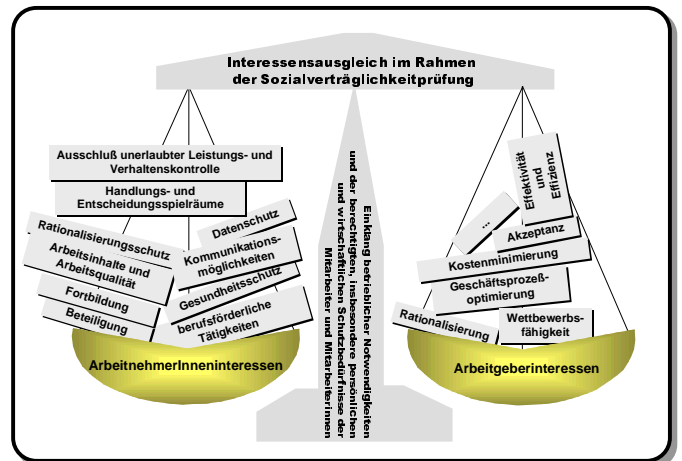 Interessensausgleich im Rahmen
der Sozialverträglichkeitprüfung
Ausschluß unerlaubter Leistungs- und
Verhaltenskontrolle
Handlungs- und
Entscheidungsspielräume
Rationalisierungsschutz
Arbeitsinhalte und
Arbeitsqualität
Fortbildung
Beteiligung
Datenschutz
Kommunikations-
möglichkeiten
Gesundheitsschutz
berufsförderliche
Tätigkeiten
ArbeitnehmerInneninteressen
Einklang betrieblicher Notwendigkeiten
und der berechtigten, insbesondere persönlichen
und wirtschaftlichen Schutzbedürfnisse der
Mitarbeiter und Mitarbeiterinnen
Effektivität
und
Effizienz
...
Akzeptanz
Kostenminimierung
Geschäftsprozeß-
optimierung
Rationalisierung
Wettbewerbs-
fähigkeit
Arbeitgeberinteressen